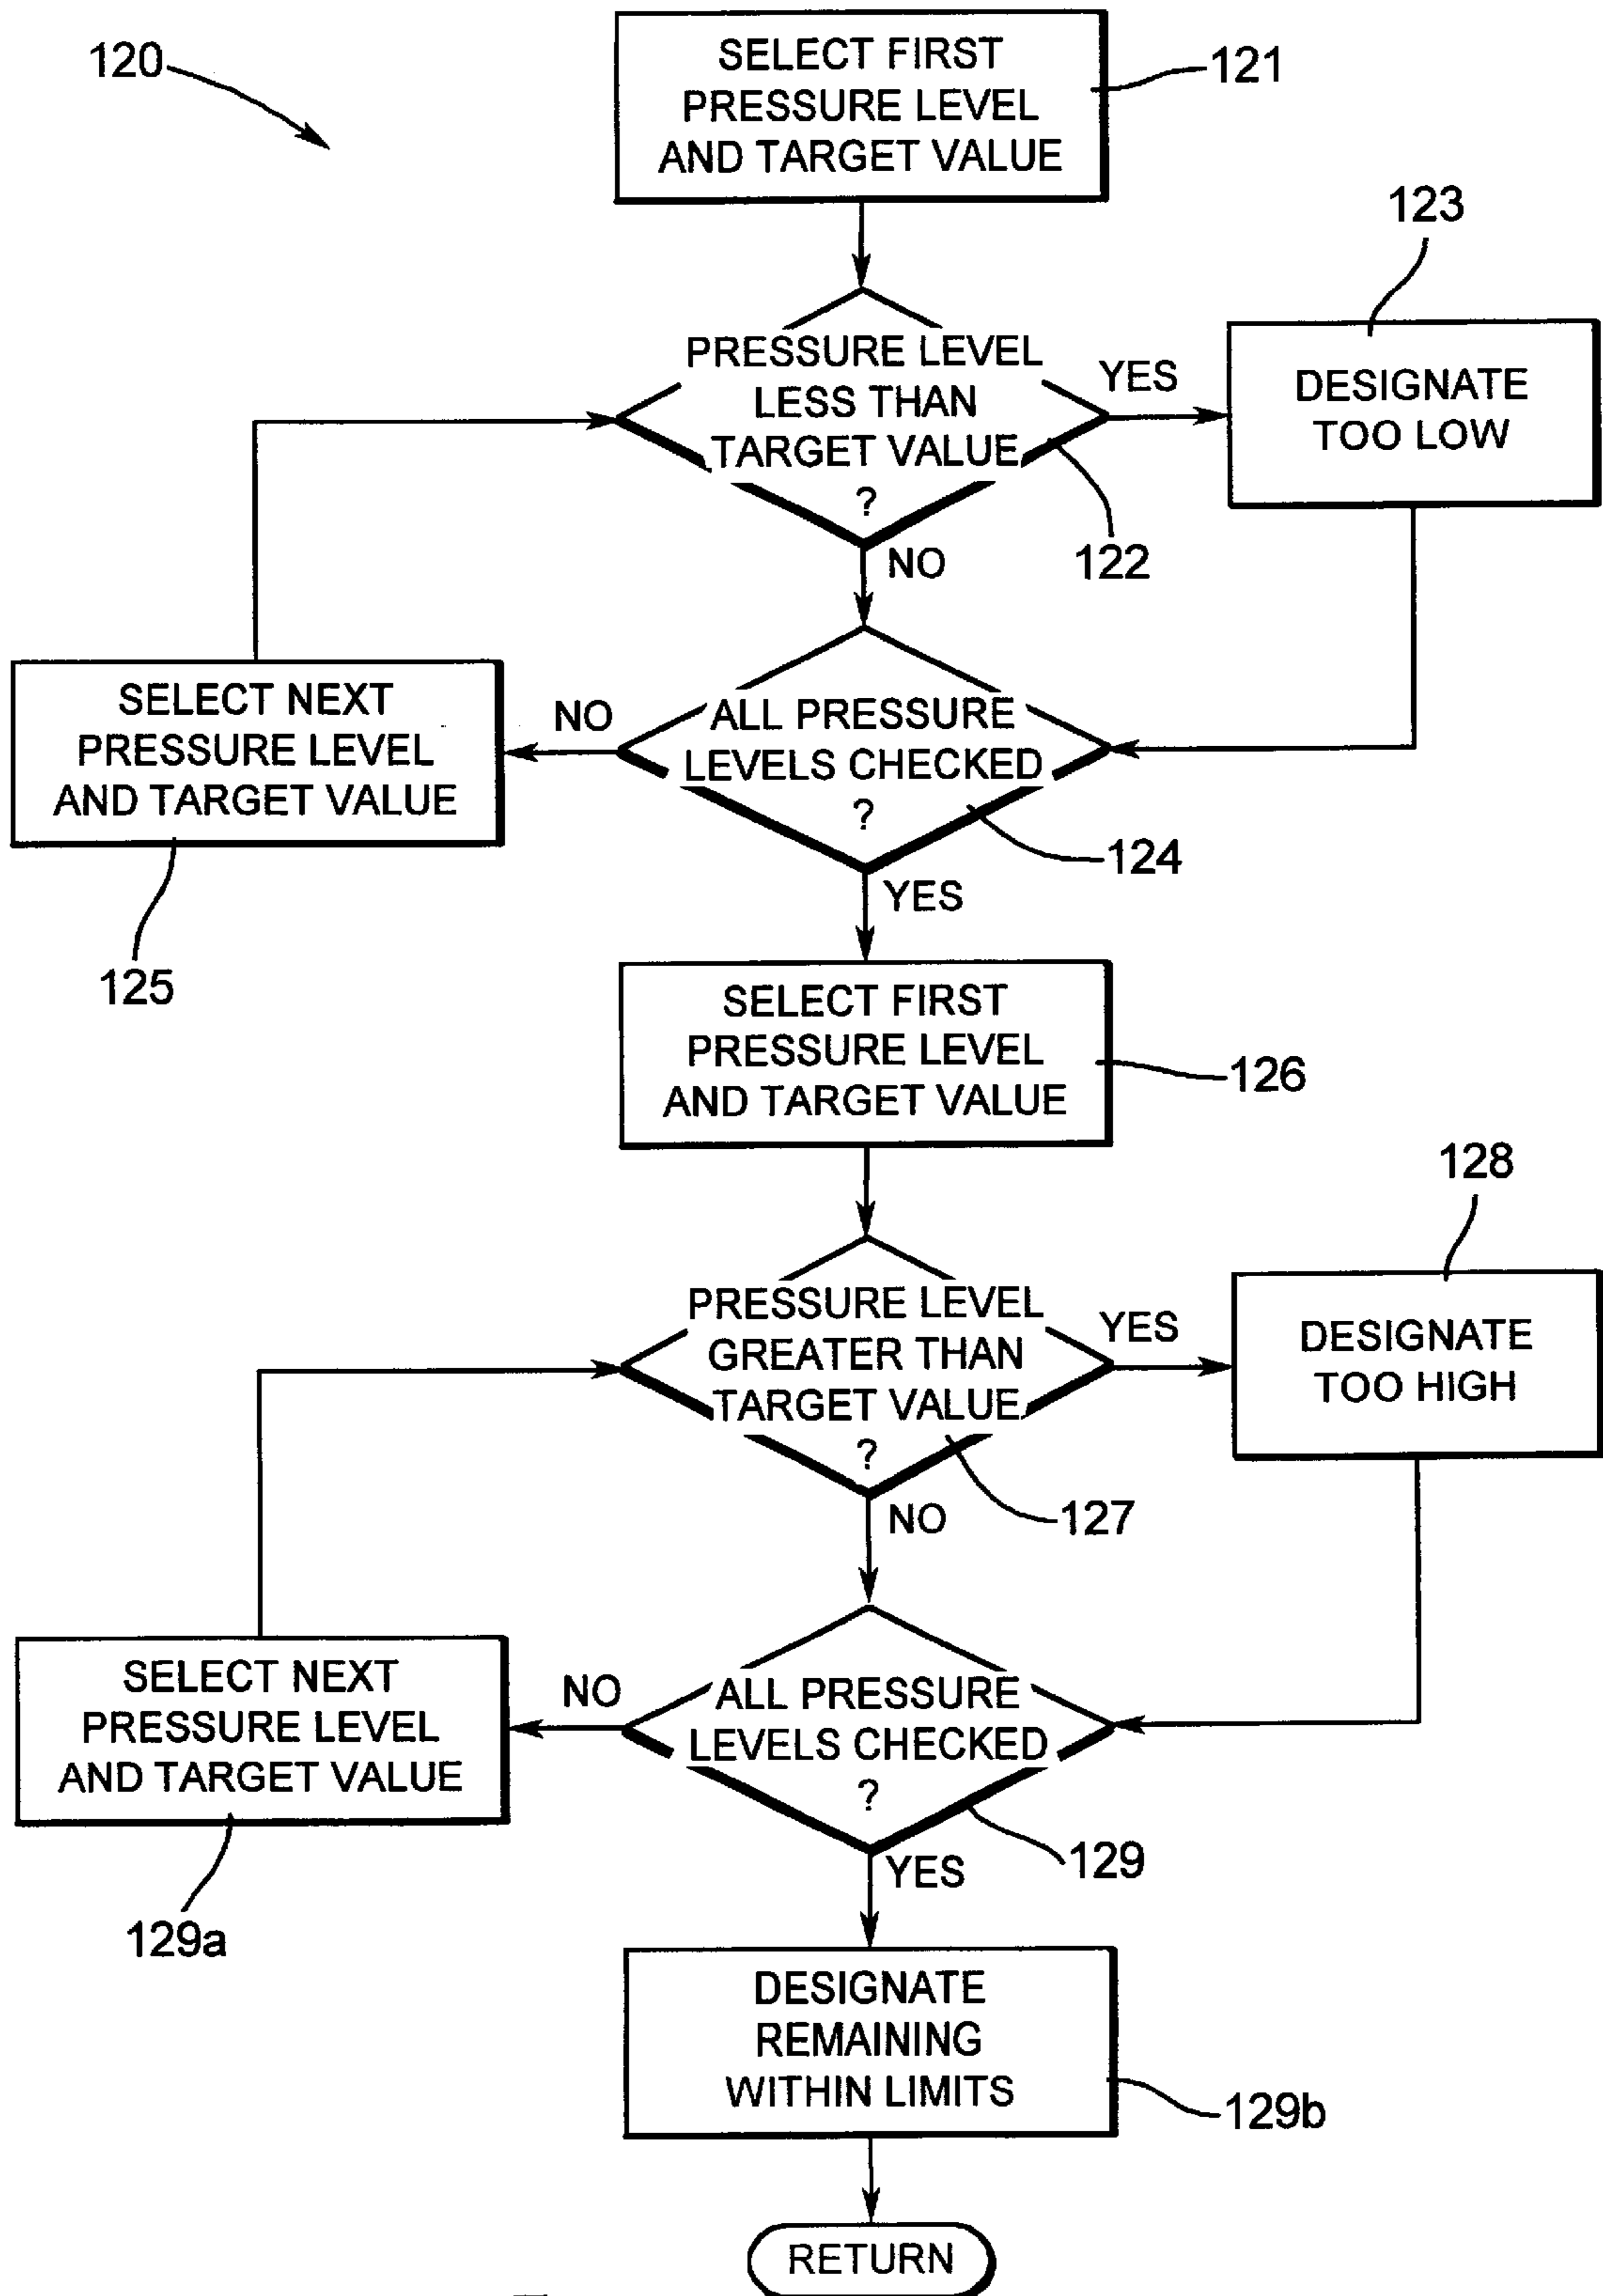 120
SELECT FIRST
PRESSURE LEVEL
AND TARGET VALUE
121
123
PRESSURE LEVEL
LESS THAN
TARGET VALUE
?
YES
DESIGNATE
TOO LOW
122
NO
SELECT NEXT
PRESSURE LEVEL
AND TARGET VALUE
NO
ALL PRESSURE
LEVELS CHECKED
?
124
YES
125
SELECT FIRST
PRESSURE LEVEL
AND TARGET VALUE
126
128
PRESSURE LEVEL
GREATER THAN
TARGET VALUE
?
YES
DESIGNATE
TOO HIGH
127
NO
SELECT NEXT
PRESSURE LEVEL
AND TARGET VALUE
NO
ALL PRESSURE
LEVELS CHECKED
?
129
YES
129a
DESIGNATE
REMAINING
WITHIN LIMITS
129b
RETURN